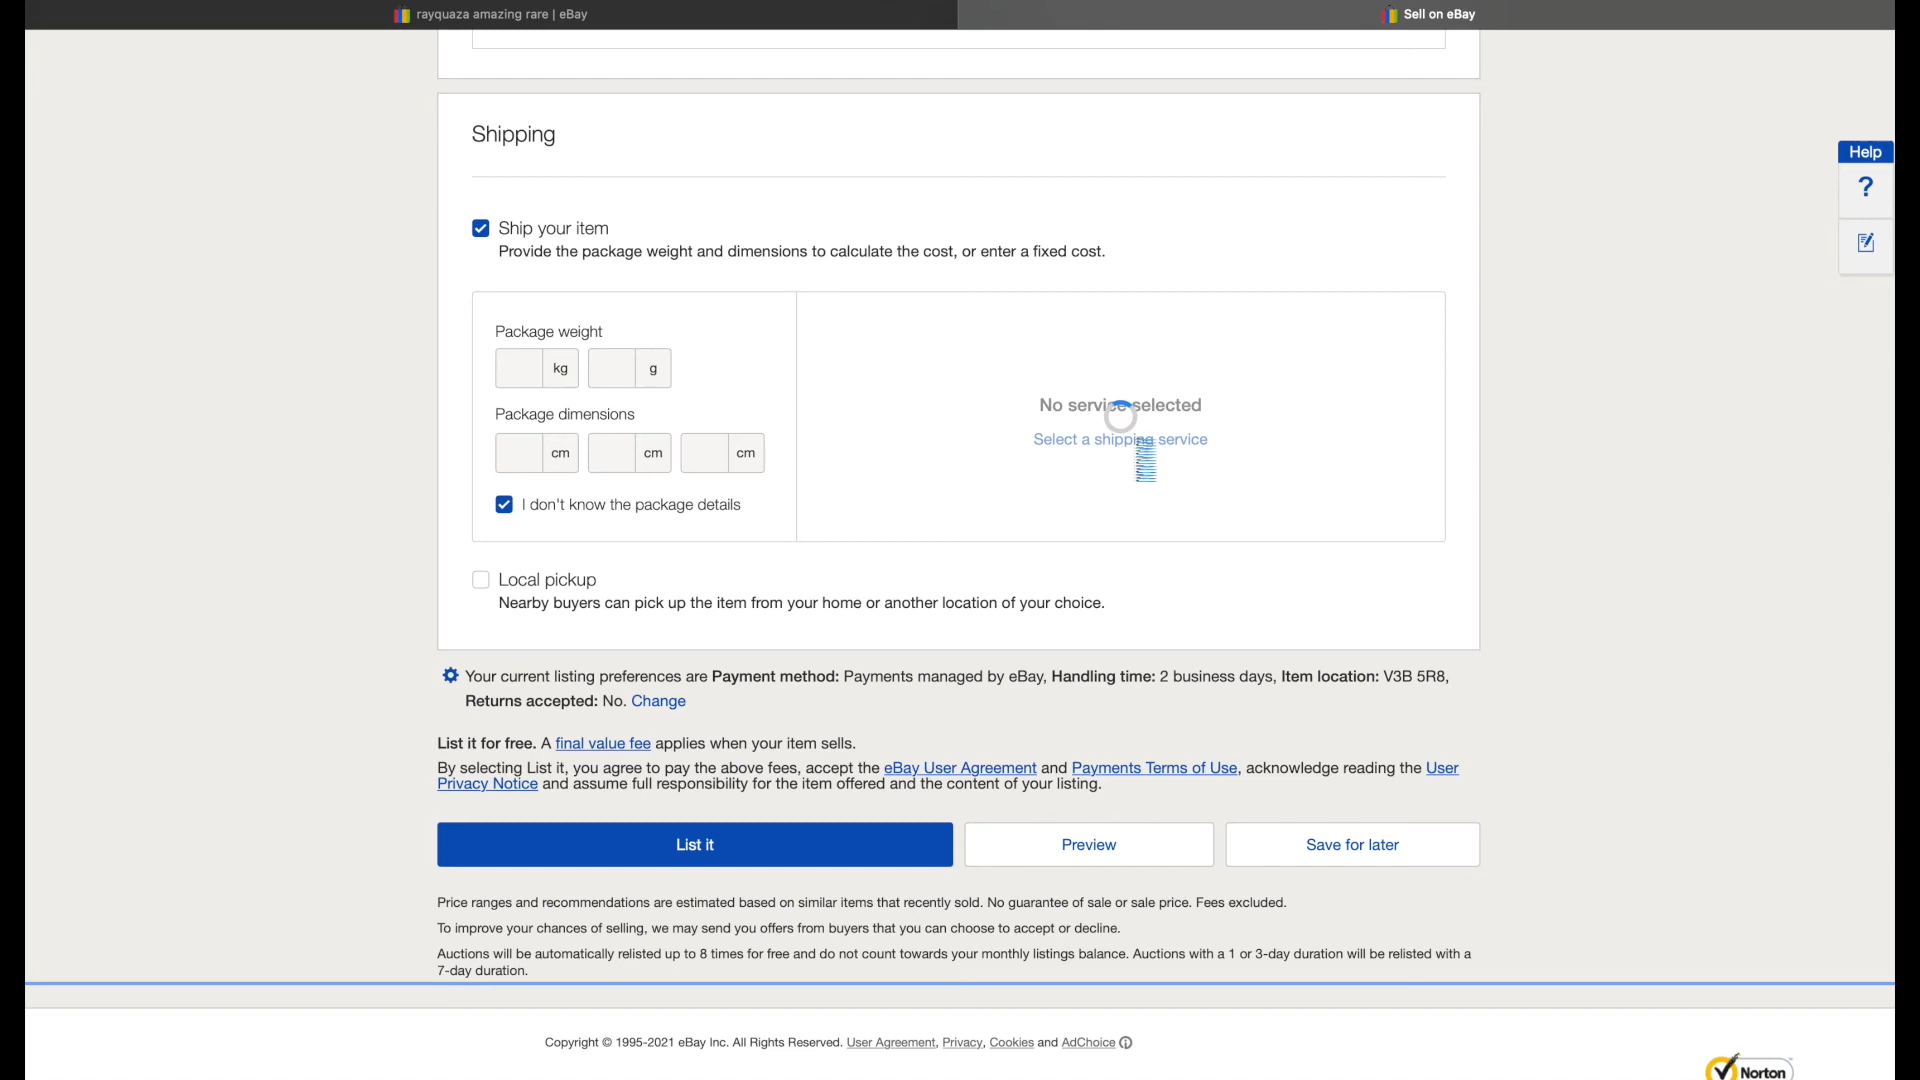 rayquaza amazing rare | eBay
Sell on eBay
Shipping
Help
?
Ship your item
Provide the package weight and dimensions to calculate the cost, or enter a fixed cost.
Package weight
kg g
Package dimensions
cm cm cm
I don't know the package details
No service selected
Select a shipping service
Local pickup
Nearby buyers can pick up the item from your home or another location of your choice.
Your current listing preferences are Payment method: Payments managed by eBay, Handling time: 2 business days, Item location: V3B 5R8,
Returns accepted: No. Change
List it for free. A final value fee applies when your item sells.
By selecting List it, you agree to pay the above fees, accept the eBay User Agreement and Payments Terms of Use, acknowledge reading the User
Privacy Notice and assume full responsibility for the item offered and the content of your listing.
List it
Preview
Save for later
Price ranges and recommendations are estimated based on similar items that recently sold. No guarantee of sale or sale price. Fees excluded.
To improve your chances of selling, we may send you offers from buyers that you can choose to accept or decline.
Auctions will be automatically relisted up to 8 times for free and do not count towards your monthly listings balance. Auctions with a 1 or 3-day duration will be relisted with a
7-day duration.
Copyright © 1995-2021 eBay Inc. All Rights Reserved. User Agreement, Privacy, Cookies and AdChoice
Norton